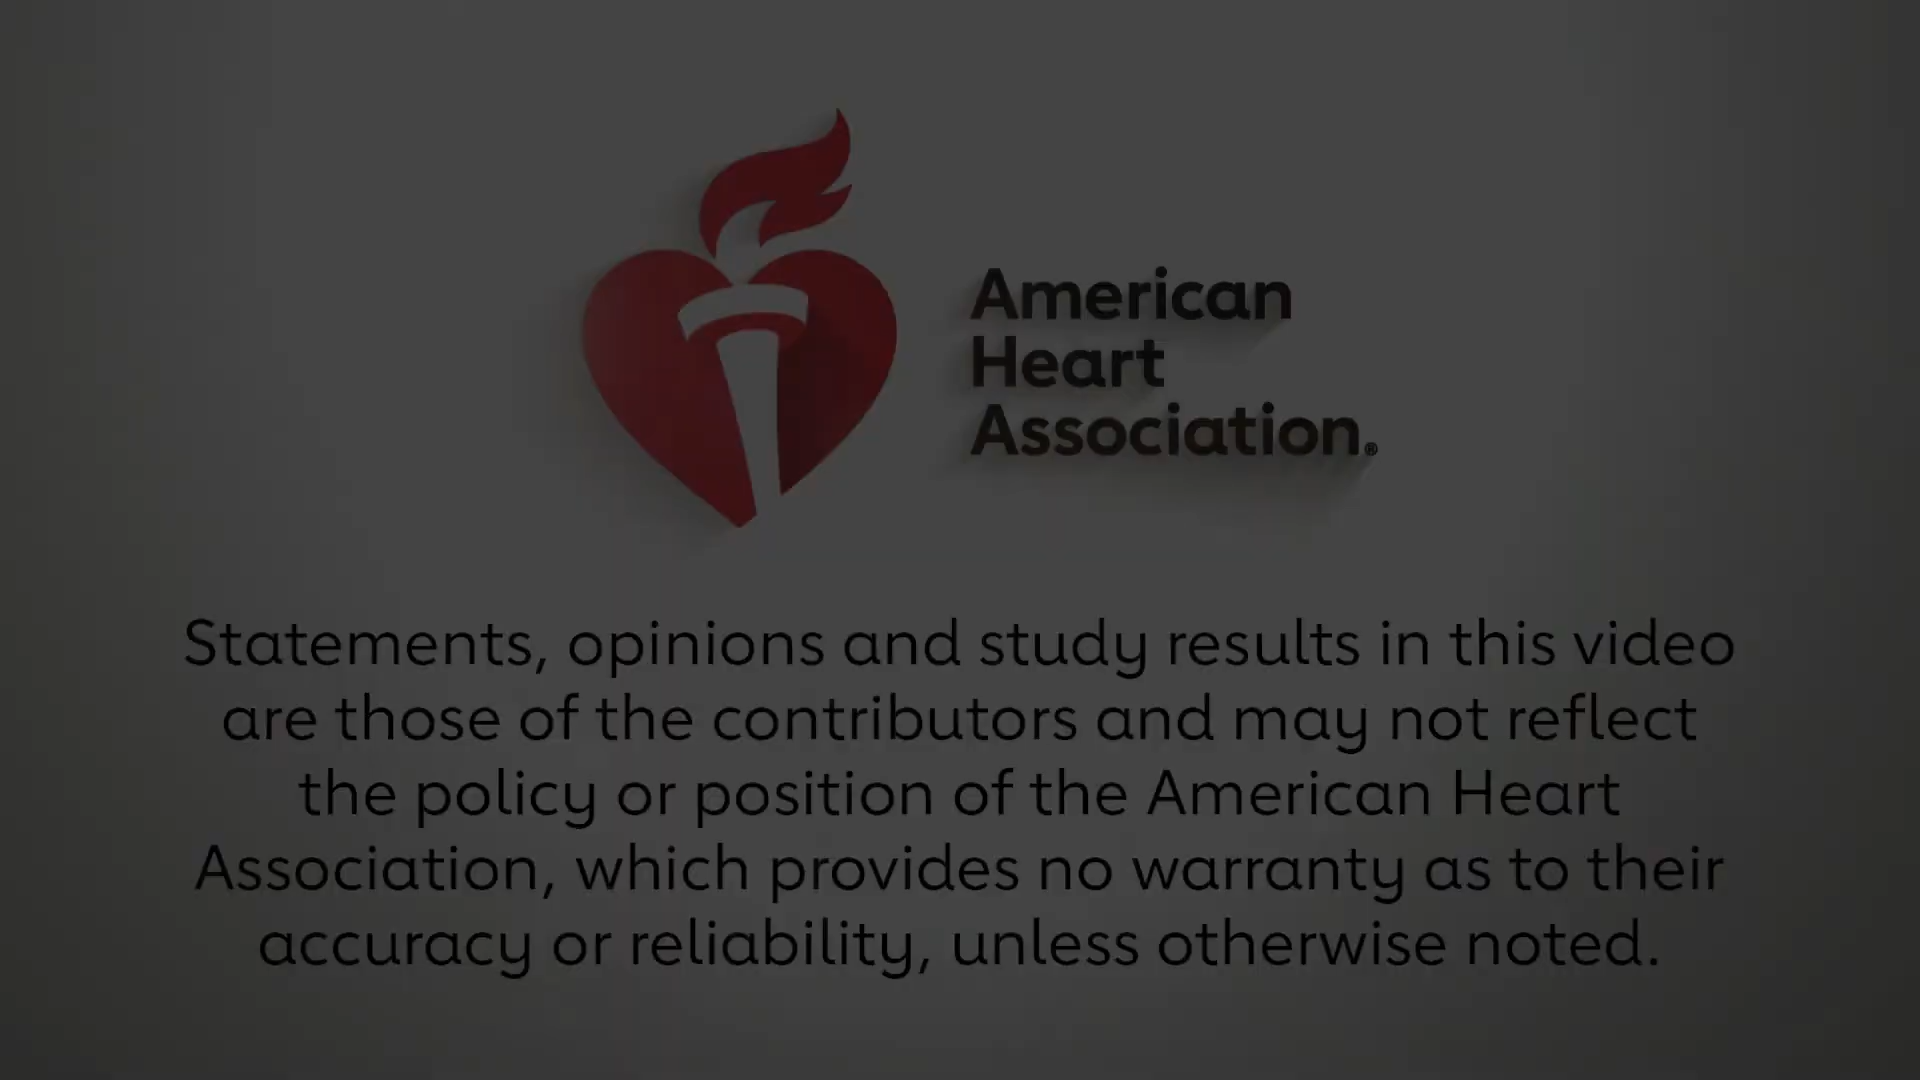 American
Heart
Association®
Statements, opinions and study results in this video
are those of the contributors and may not reflect
the policy or position of the American Heart
Association, which provides no warranty as to their
accuracy or reliability, unless otherwise noted.